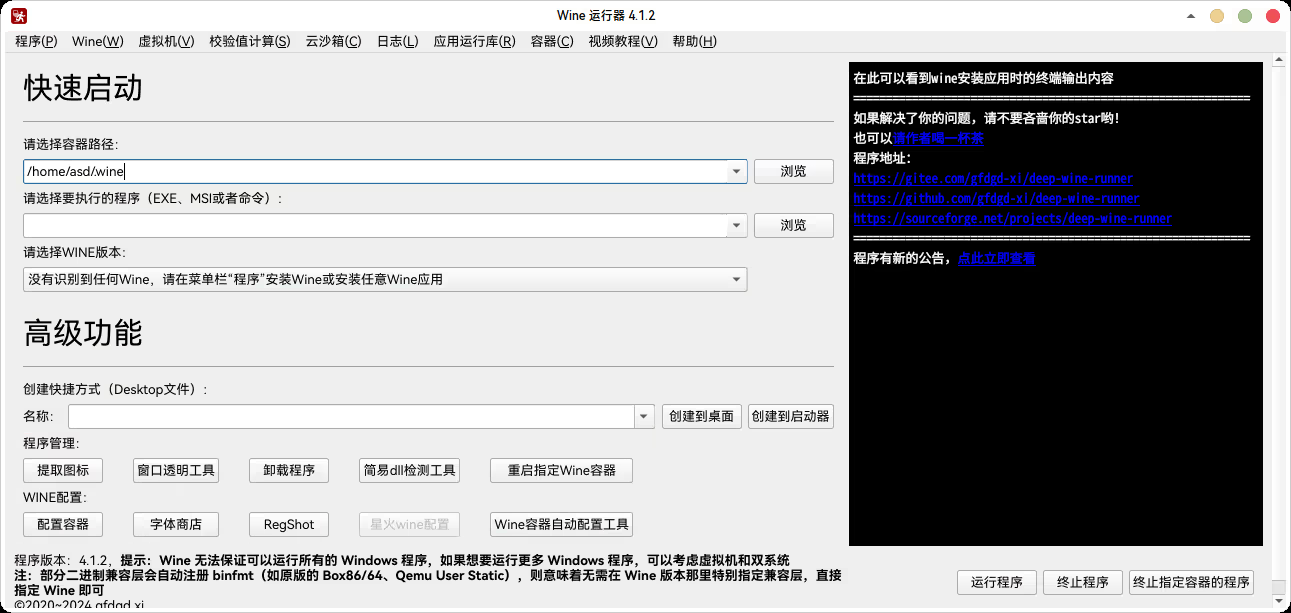 Wine 运行器 4.1.2
程序(P) Wine(W) 虚拟机(V) 校验值计算(S) 云沙箱(C) 日志(L) 应用运行库(R) 容器(C) 视频教程(V) 帮助(H)
快速启动
请选择容器路径:
/home/asd/.wine
浏览
请选择要执行的程序（EXE、MSI或者命令）:
浏览
请选择WINE版本:
没有识别到任何Wine，请在菜单栏“程序”安装Wine或安装任意Wine应用
高级功能
创建快捷方式（Desktop文件）:
名称:
创建到桌面 创建到启动器
程序管理:
提取图标 窗口透明工具 卸载程序 简易dll检测工具 重启指定Wine容器
WINE配置:
配置容器 字体商店 RegShot 星火wine配置 Wine容器自动配置工具
程序版本：4.1.2，提示：Wine 无法保证可以运行所有的 Windows 程序，如果想要运行更多 Windows 程序，可以考虑虚拟机和双系统
注：部分二进制兼容层会自动注册 binfmt（如原版的 Box86/64、Qemu User Static），则意味着无需在 Wine 版本那里特别指定兼容层，直接
指定 Wine 即可
©2020~2024 gfdgd xi
在此可以看到wine安装应用时的终端输出内容
=============================================================
如果解决了你的问题，请不要吝啬你的star哟！
也可以请作者喝一杯茶
程序地址：
https://gitee.com/gfdgd-xi/deep-wine-runner
https://github.com/gfdgd-xi/deep-wine-runner
https://sourceforge.net/projects/deep-wine-runner
=============================================================
程序有新的公告，点此立即查看
运行程序 终止程序 终止指定容器的程序